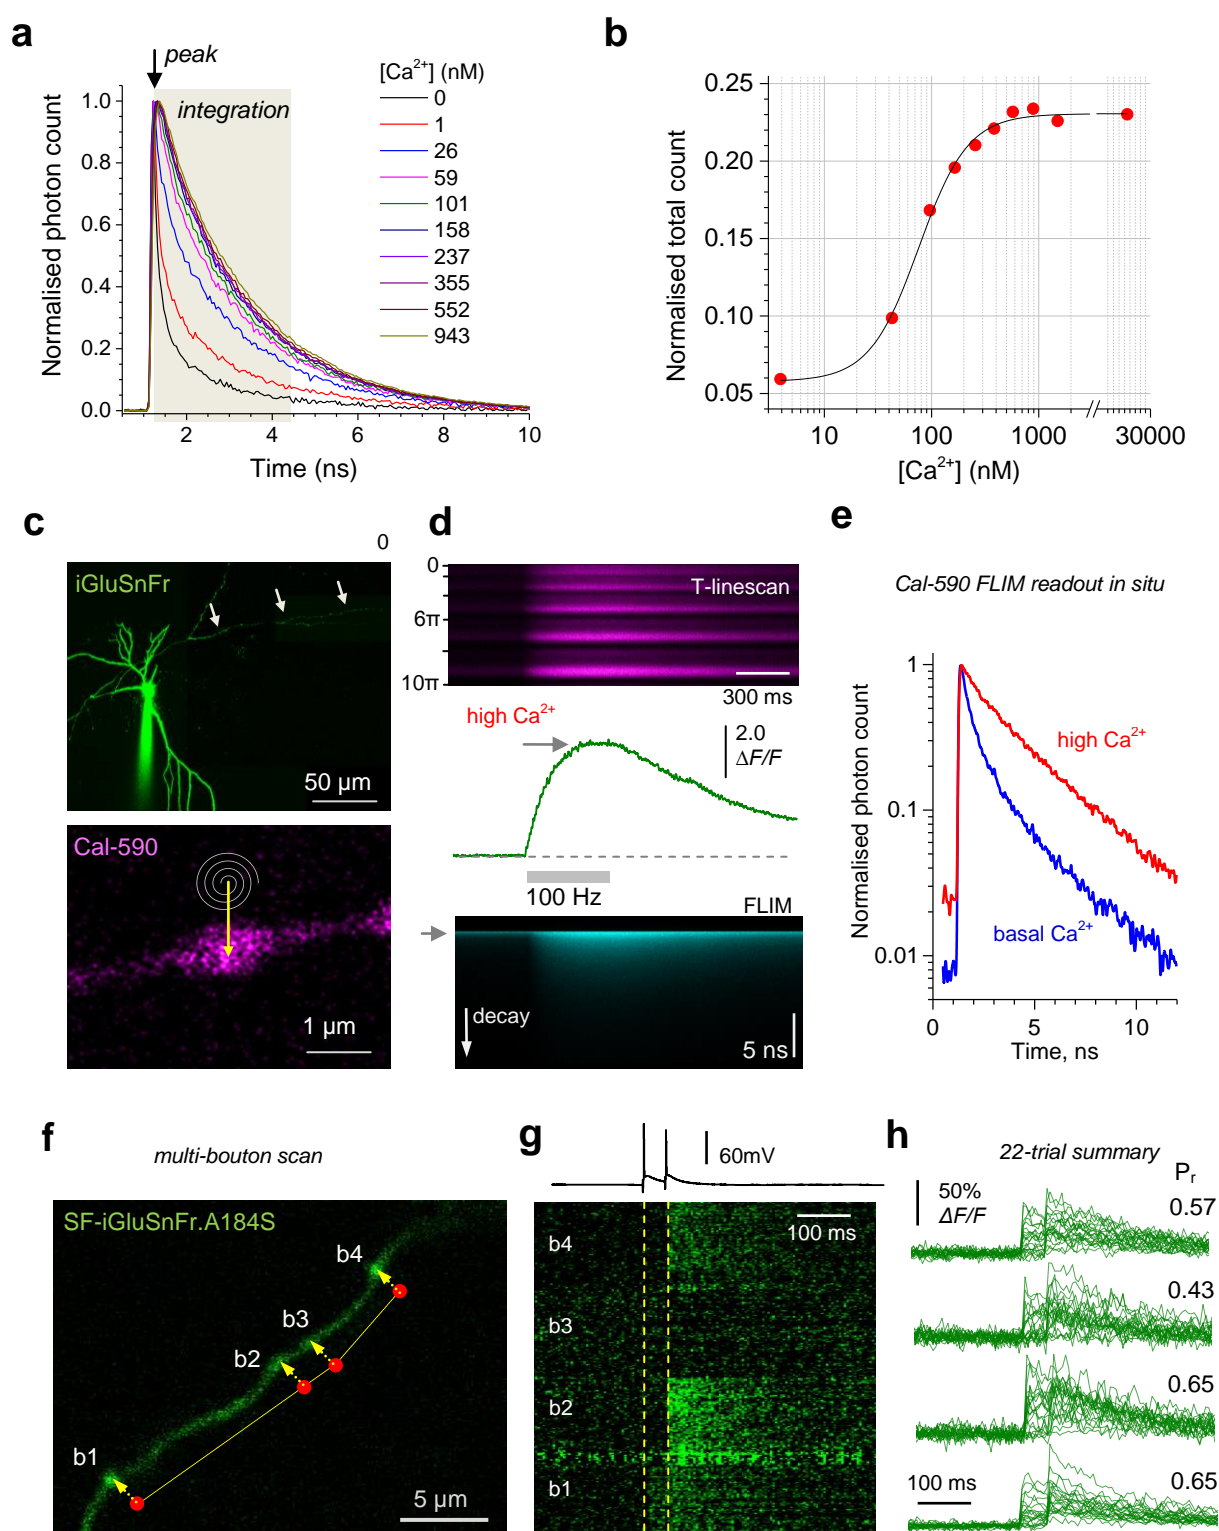 a
peak
integration
[Ca²⁺] (nM)
0
1
26
59
101
158
237
355
552
943
Normalised photon count
1.0
0.8
0.6
0.4
0.2
0.0
2
4
6
8
10
Time (ns)
b
Normalised total count
0.25
0.20
0.15
0.10
0.05
10
100
1000
30000
[Ca²⁺] (nM)
c
0
iGluSnFr
50 µm
Cal-590
1 µm
d
0
6π
10π
T-linescan
300 ms
high Ca²⁺
2.0
ΔF/F
100 Hz
FLIM
decay
5 ns
e
Cal-590 FLIM readout in situ
Normalised photon count
1
0.1
0.01
high Ca²⁺
basal Ca²⁺
0
5
10
Time, ns
f
multi-bouton scan
SF-iGluSnFr.A184S
b4
b3
b2
b1
5 µm
g
60mV
100 ms
b4
b3
b2
b1
h
22-trial summary
Pᵣ
50%
ΔF/F
0.57
0.43
0.65
0.65
100 ms